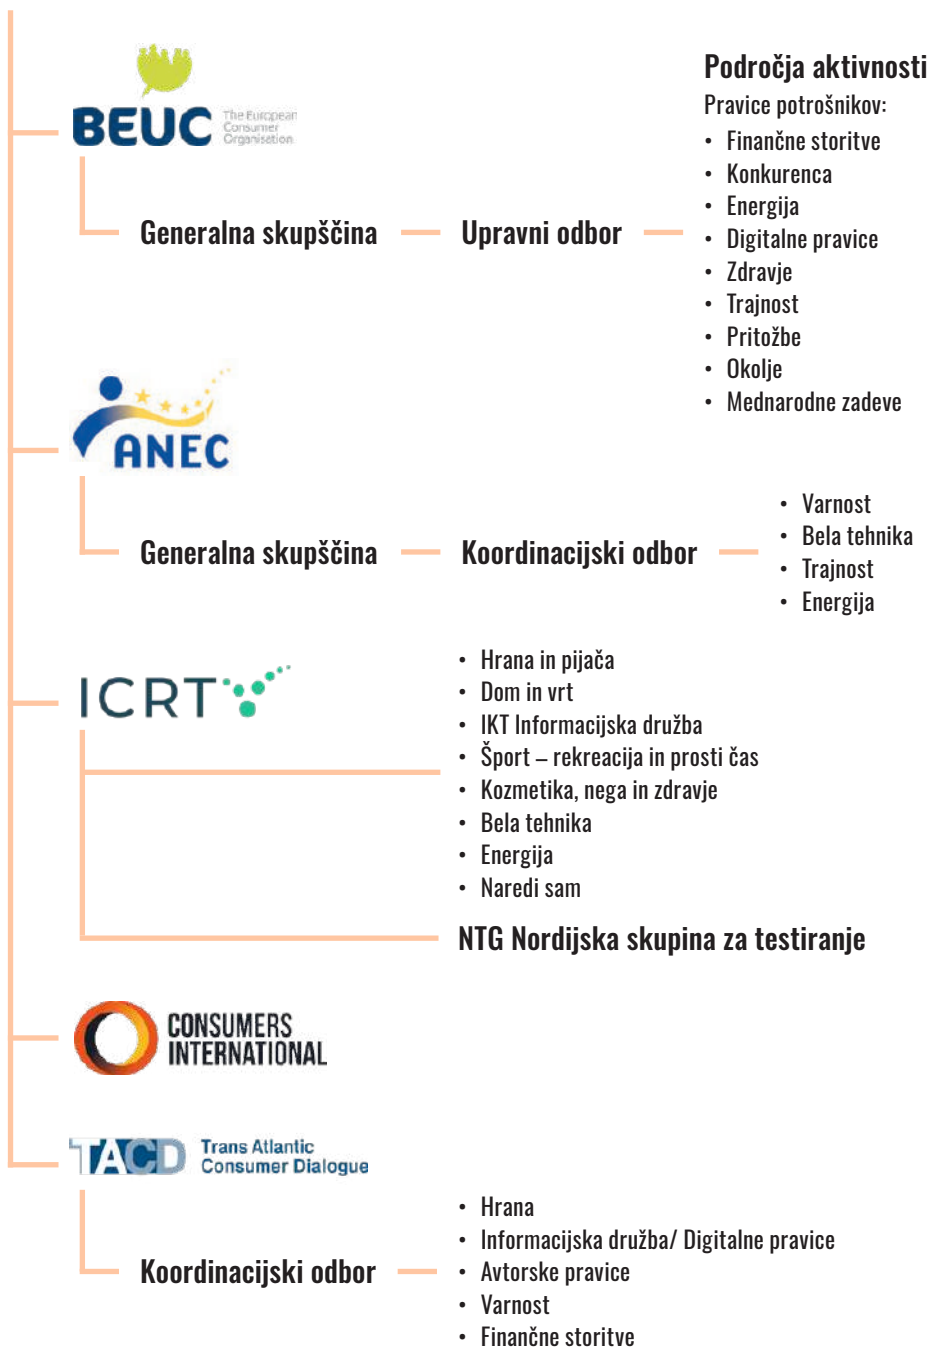 BEUC
The European
Consumer
Organisation
Področja aktivnosti
Pravice potrošnikov:
• Finančne storitve
• Konkurenca
• Energija
• Digitalne pravice
• Zdravje
• Trajnost
• Pritožbe
• Okolje
• Mednarodne zadeve
Generalna skupščina
Upravni odbor
ANEC
Generalna skupščina
Koordinacijski odbor
• Varnost
• Bela tehnika
• Trajnost
• Energija
ICRT
• Hrana in pijača
• Dom in vrt
• IKT Informacijska družba
• Šport – rekreacija in prosti čas
• Kozmetika, nega in zdravje
• Bela tehnika
• Energija
• Naredi sam
NTG Nordijska skupina za testiranje
CONSUMERS
INTERNATIONAL
TACD
Trans Atlantic
Consumer Dialogue
Koordinacijski odbor
• Hrana
• Informacijska družba/ Digitalne pravice
• Avtorske pravice
• Varnost
• Finančne storitve